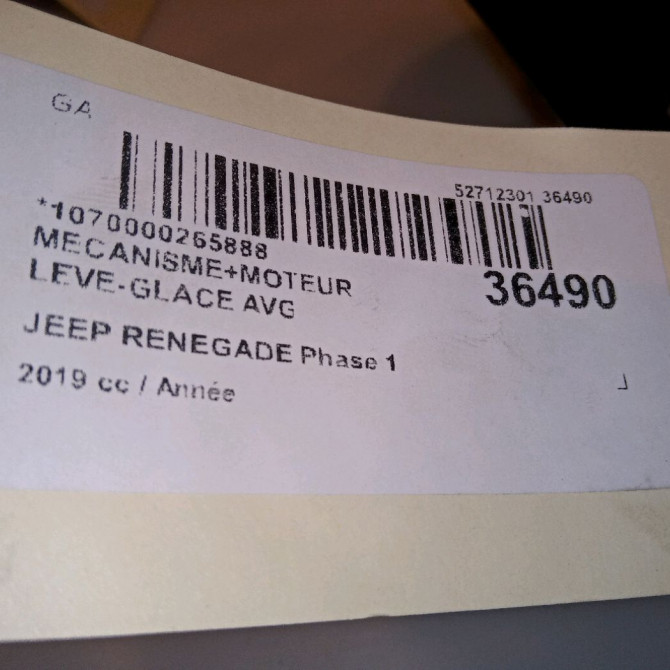 GA
52712301 36490
*1070000265888
36490
MECANISME+MOTEUR
LEVE-GLACE AVG
JEEP RENEGADE Phase 1
2019 cc / Année